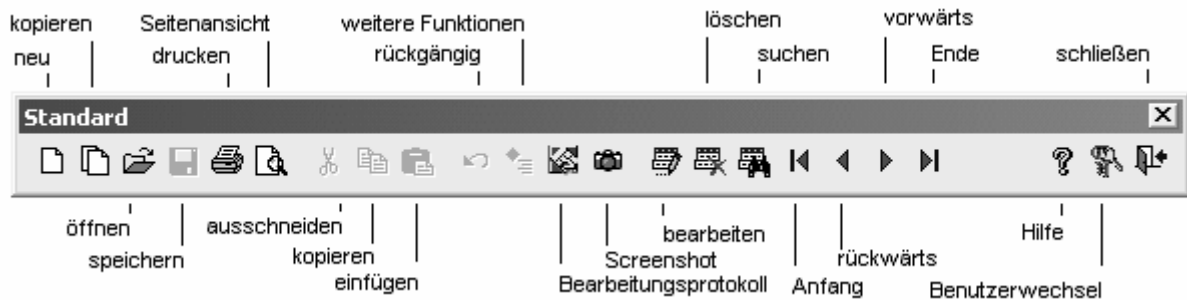 kopieren Seitenansicht weitere Funktionen löschen vorwärts
neu drucken rückgängig suchen Ende schließen
Standard
öffnen ausschneiden bearbeiten Hilfe
speichern kopieren Screenshot rückwärts
einfügen Bearbeitungsprotokoll Anfang Benutzerwechsel